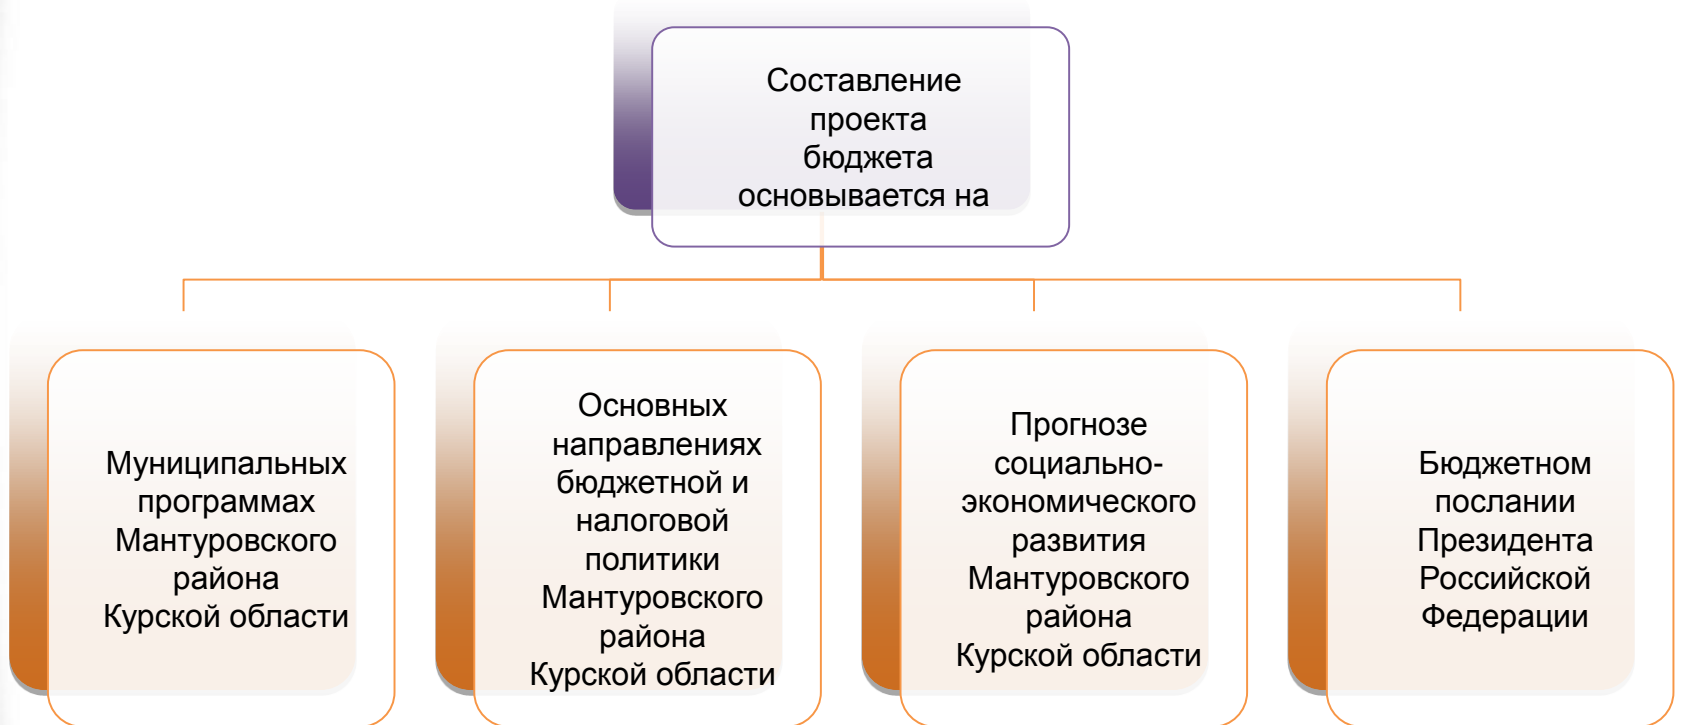 Составление
проекта
бюджета
основывается на
Муниципальных
программах
Мантуровского
района
Курской области
Основных
направлениях
бюджетной и
налоговой
политики
Мантуровского
района
Курской области
Прогнозе
социально-
экономического
развития
Мантуровского
района
Курской области
Бюджетном
послании
Президента
Российской
Федерации